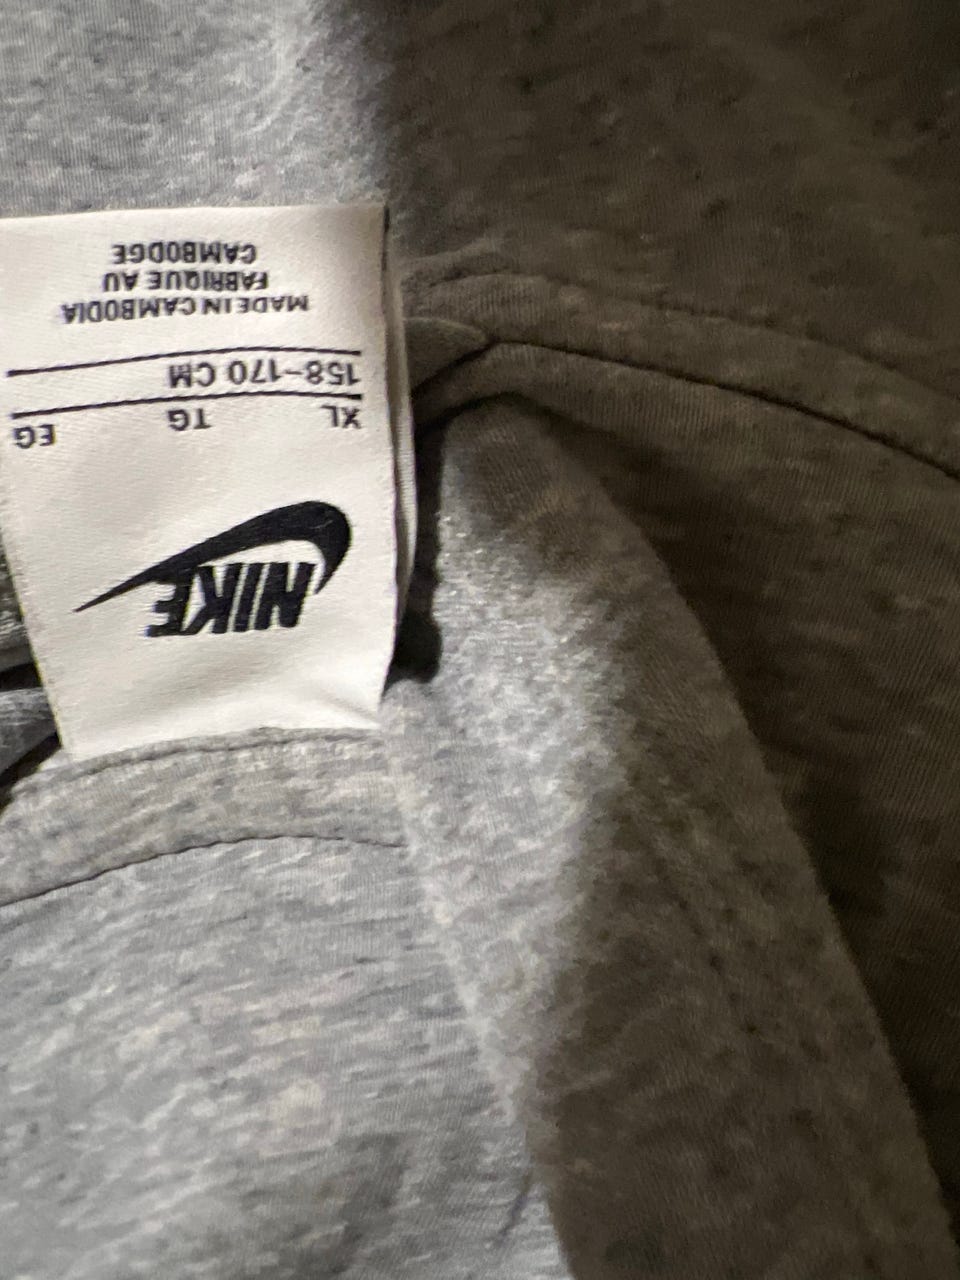 NIKE
XL TG EG
158-170 CM
MADE IN CAMBODIA
FABRIQUE AU
CAMBODGE